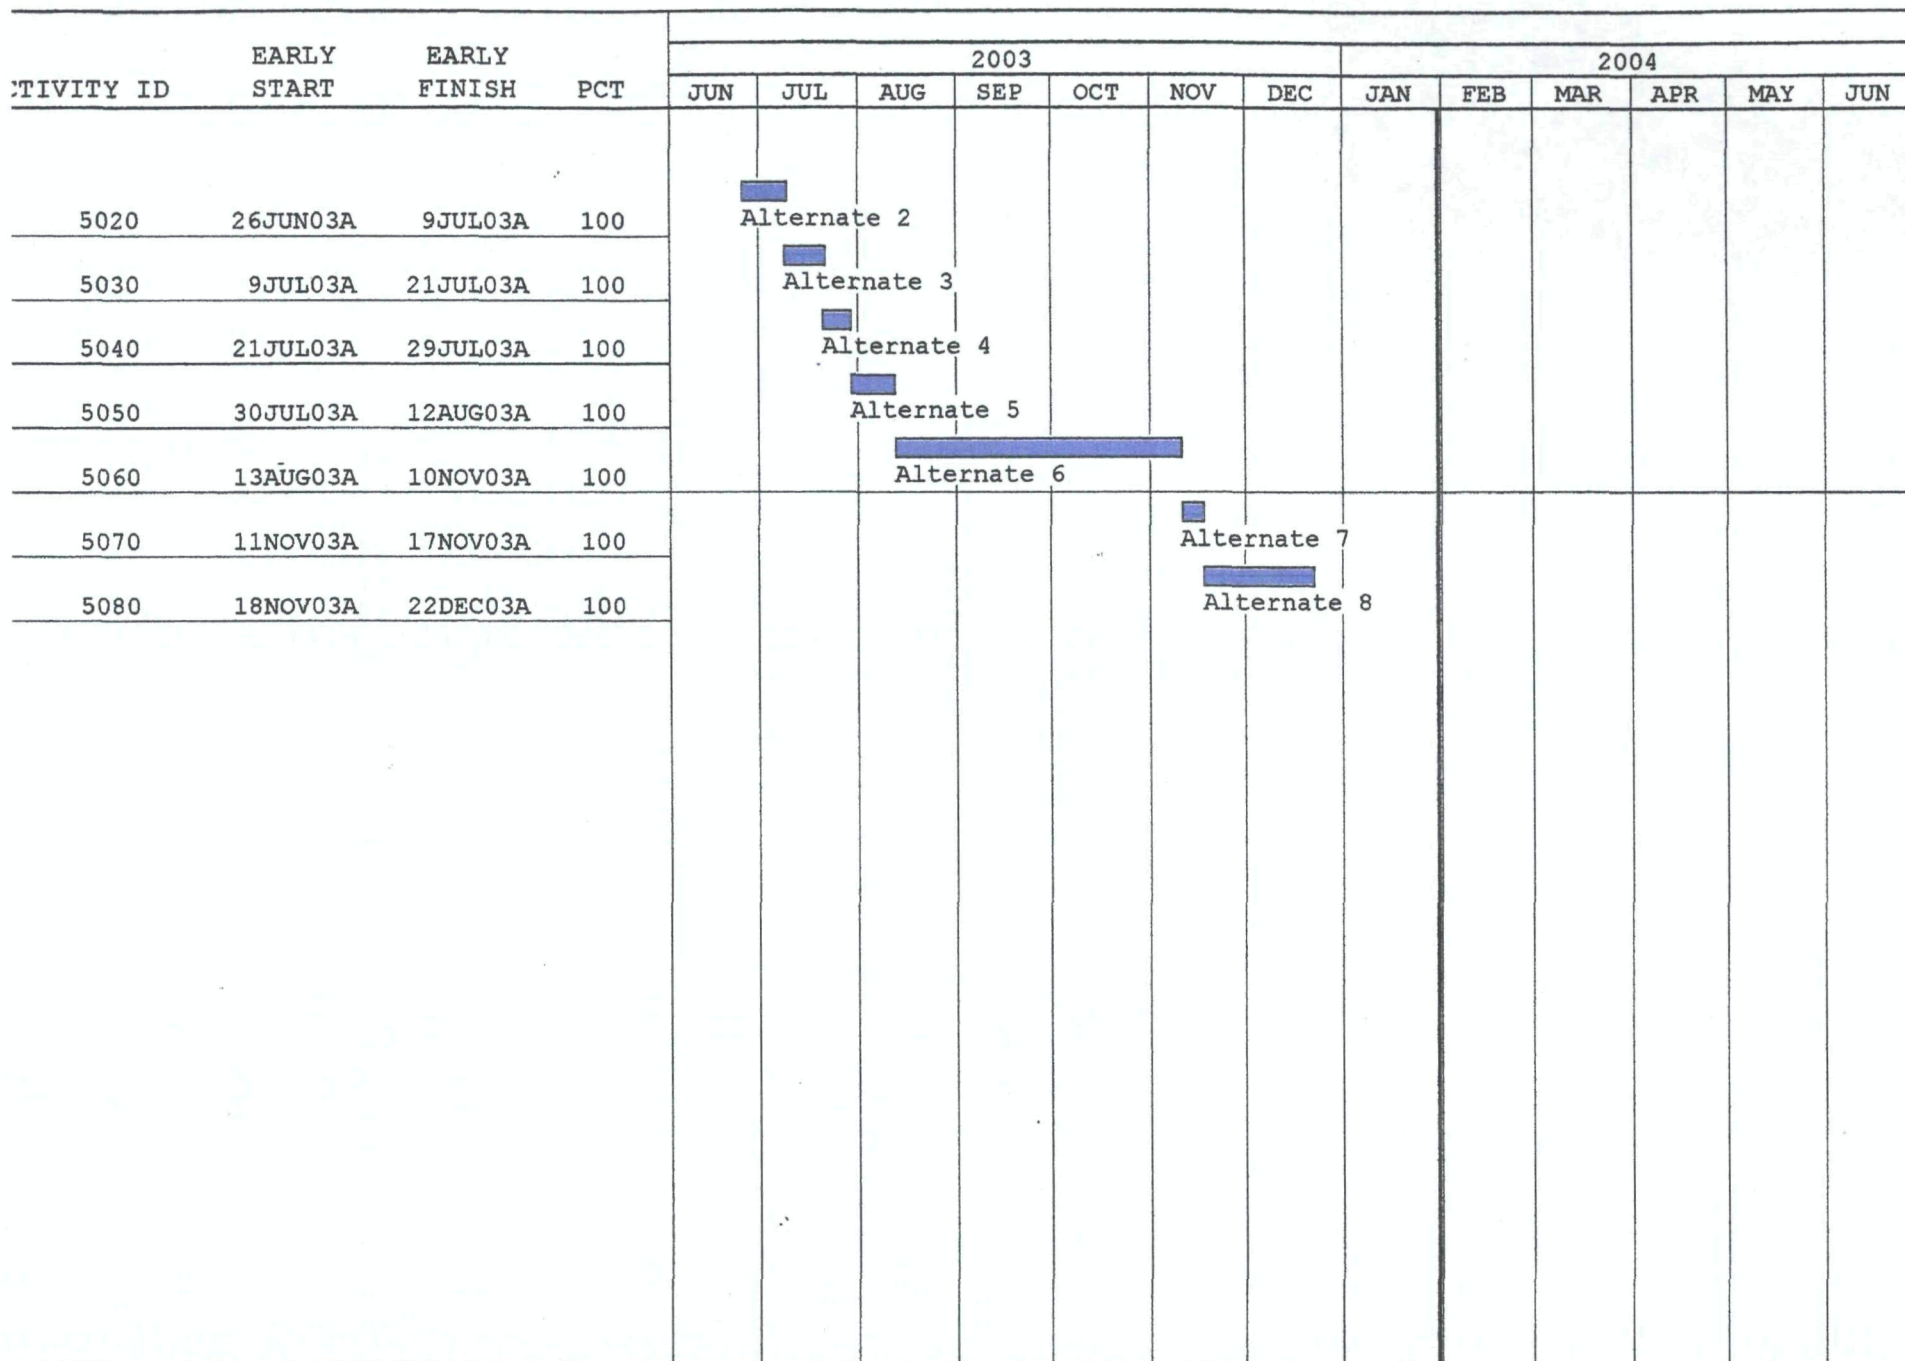 2003 2004
EARLY EARLY
CTIVITY ID START FINISH PCT JUN JUL AUG SEP OCT NOV DEC JAN FEB MAR APR MAY JUN
5020 26JUN03A 9JUL03A 100 Alternate 2
5030 9JUL03A 21JUL03A 100 Alternate 3
5040 21JUL03A 29JUL03A 100 Alternate 4
5050 30JUL03A 12AUG03A 100 Alternate 5
5060 13AUG03A 10NOV03A 100 Alternate 6
5070 11NOV03A 17NOV03A 100 Alternate 7
5080 18NOV03A 22DEC03A 100 Alternate 8